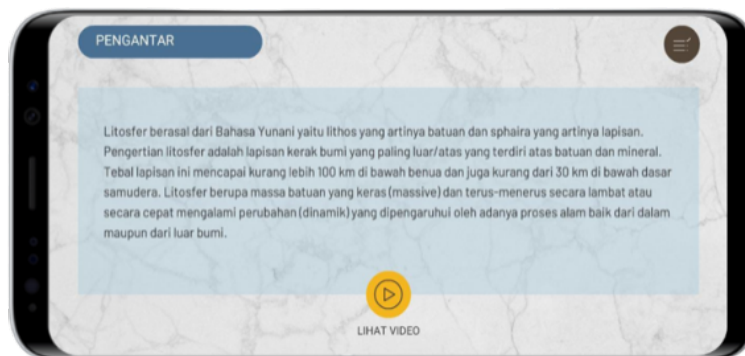 PENGANTAR
Litosfer berasal dari Bahasa Yunani yaitu lithos yang artinya batuan dan sphaira yang artinya lapisan.
Pengertian litosfer adalah lapisan kerak bumi yang paling luar/atas yang terdiri atas batuan dan mineral.
Tebal lapisan ini mencapai kurang lebih 100 km di bawah benua dan juga kurang dari 30 km di bawah dasar
samudera. Litosfer berupa massa batuan yang keras (massive) dan terus-menerus secara lambat atau
secara cepat mengalami perubahan (dinamik) yang dipengaruhi oleh adanya proses alam baik dari dalam
maupun dari luar bumi.
LIHAT VIDEO